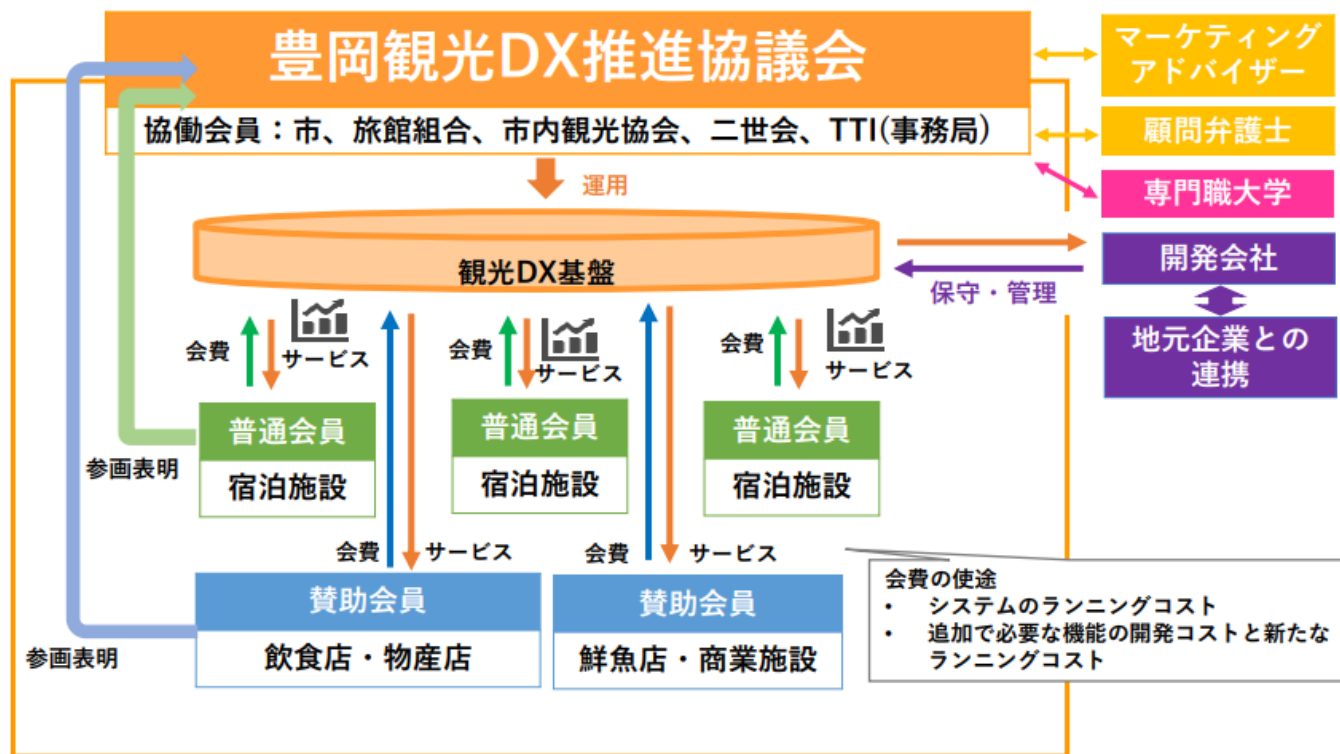 豊岡観光DX推進協議会
協働会員：市、旅館組合、市内観光協会、二世会、TTI(事務局）
マーケティング
アドバイザー
顧問弁護士
専門職大学
開発会社
地元企業との
連携
運用
観光DX基盤
保守・管理
会費
サービス
会費
サービス
会費
サービス
普通会員
宿泊施設
普通会員
宿泊施設
普通会員
宿泊施設
参画表明
会費
サービス
会費
サービス
賛助会員
飲食店・物産店
賛助会員
鮮魚店・商業施設
参画表明
会費の使途
• システムのランニングコスト
• 追加で必要な機能の開発コストと新たな
ランニングコスト